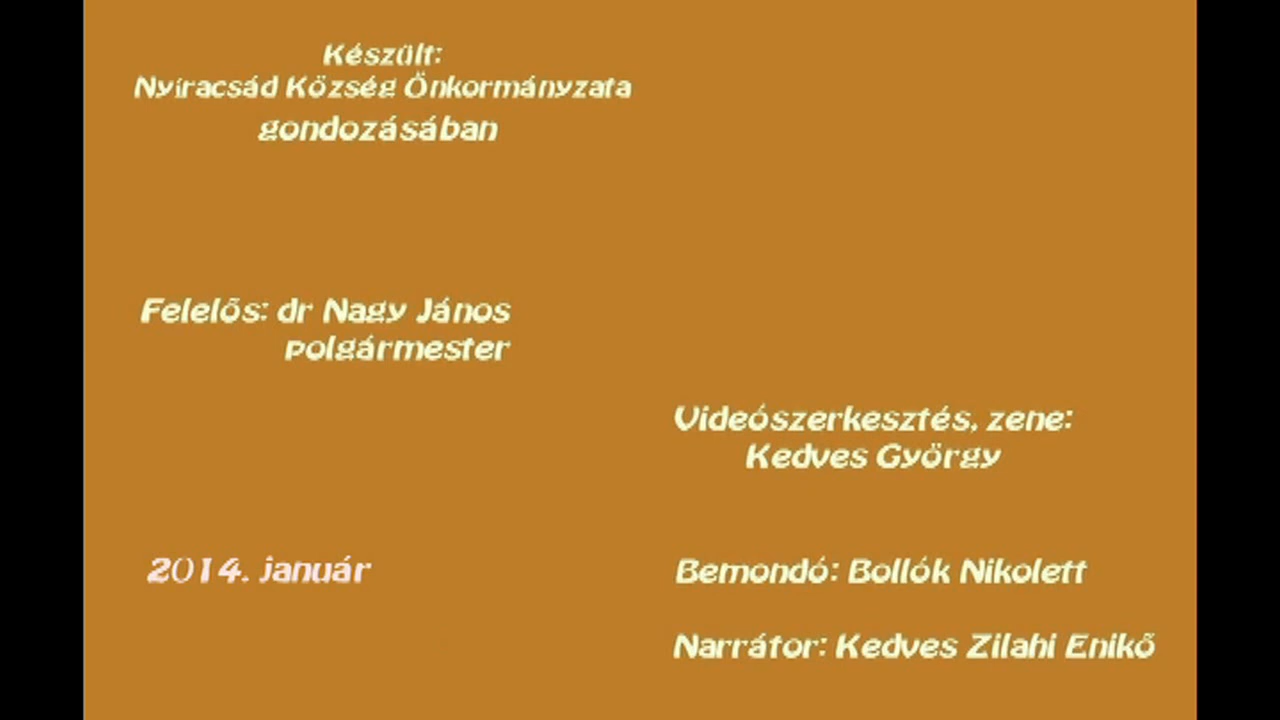 Készült:
Nyíracsád Község Önkormányzata
gondozásában
Felelős: dr Nagy János
polgármester
Videószerkesztés, zene:
Kedves György
2014. január
Bemondó: Bollók Nikolett
Narrátor: Kedves Zilahi Enikő